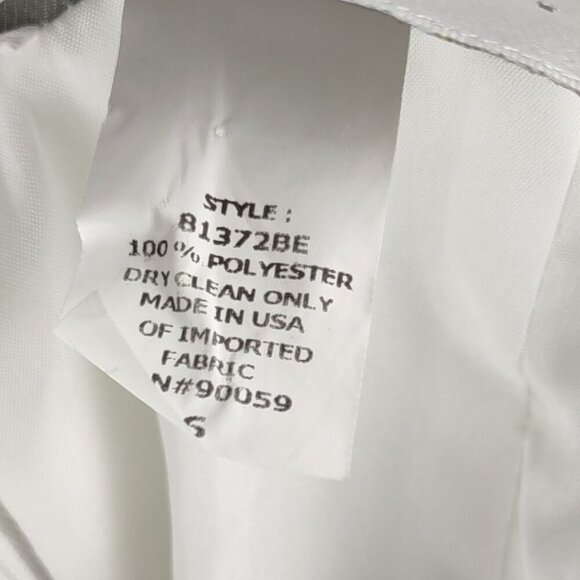 STYLE:
81372BE
100% POLYESTER
DRY CLEAN ONLY
MADE IN USA
OF IMPORTED
FABRIC
N#90059
S